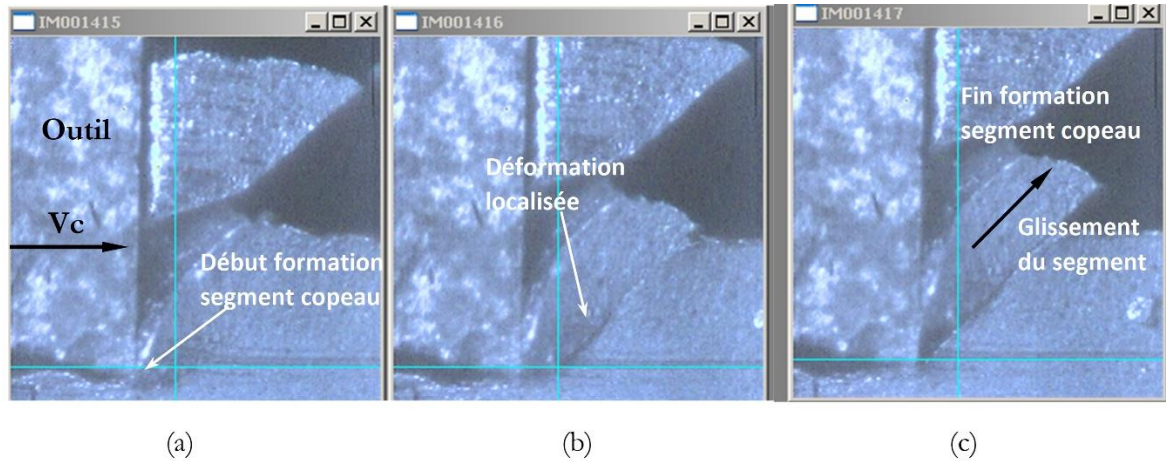 IM001415
Outil
Vc
Début formation
segment copeau
(a)
IM001416
Déformation
localisée
(b)
IM001417
Fin formation
segment copeau
Glissement
du segment
(c)